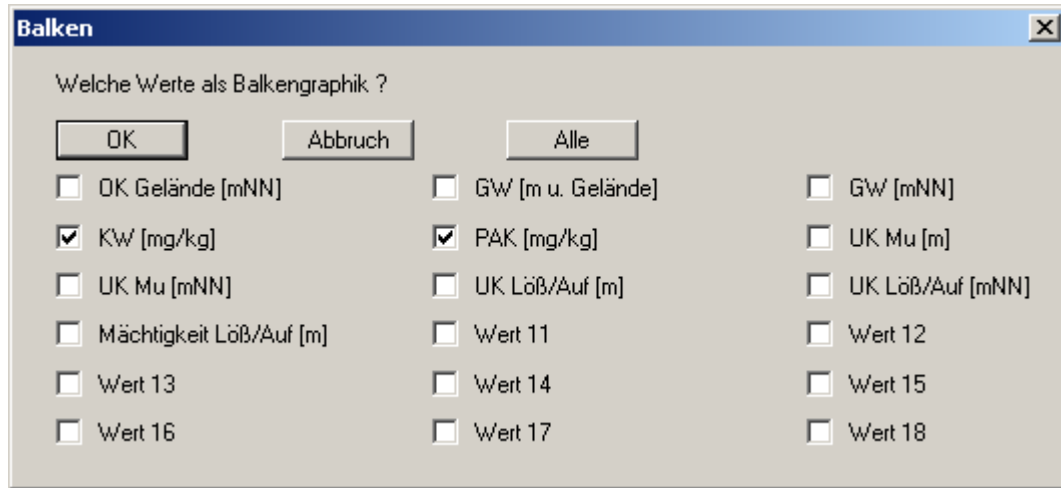 Balken
Welche Werte als Balkengraphik ?
OK Abbruch Alle
OK Gelände [mNN] GW [m u. Gelände] GW [mNN]
KW [mg/kg] PAK [mg/kg] UK Mu [m]
UK Mu [mNN] UK Löß/Auf [m] UK Löß/Auf [mNN]
Mächtigkeit Löß/Auf [m] Wert 11 Wert 12
Wert 13 Wert 14 Wert 15
Wert 16 Wert 17 Wert 18